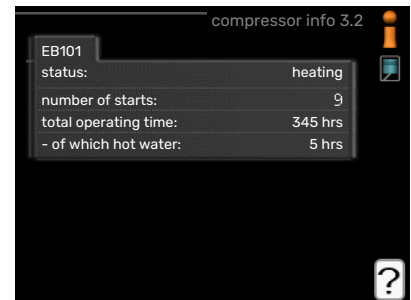 compressor info 3.2
EB101
status: heating
number of starts: 9
total operating time: 345 hrs
- of which hot water: 5 hrs
?